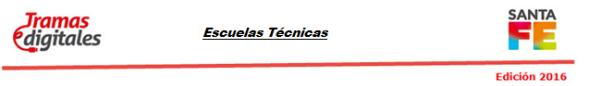 Tramas
digitales
Escuelas Técnicas
SANTA
FE
Edición 2016